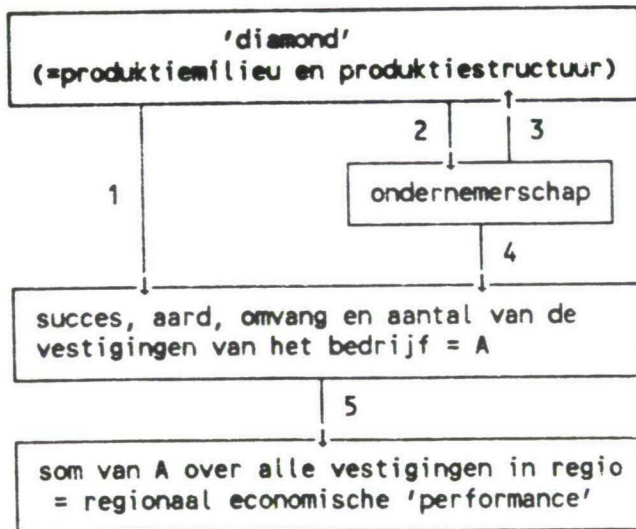 'diamond'
(=produktiemilieu en produktiestructuur)
2
3
1
ondernemerschap
4
succes, aard, omvang en aantal van de
vestigingen van het bedrijf = A
5
som van A over alle vestigingen in regio
= regionaal economische 'performance'